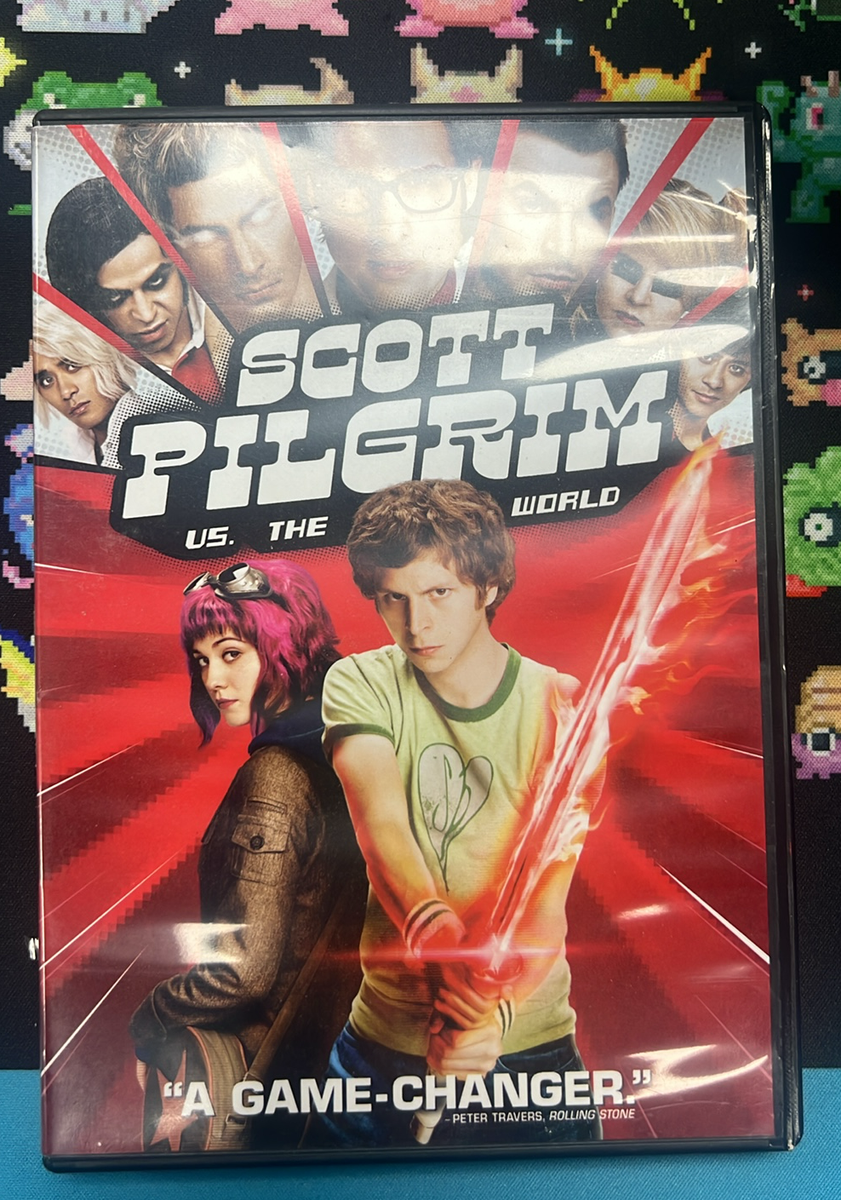 SCOTT
PILGRIM
VS. THE WORLD
"A GAME-CHANGER."
-PETER TRAVERS, ROLLING STONE